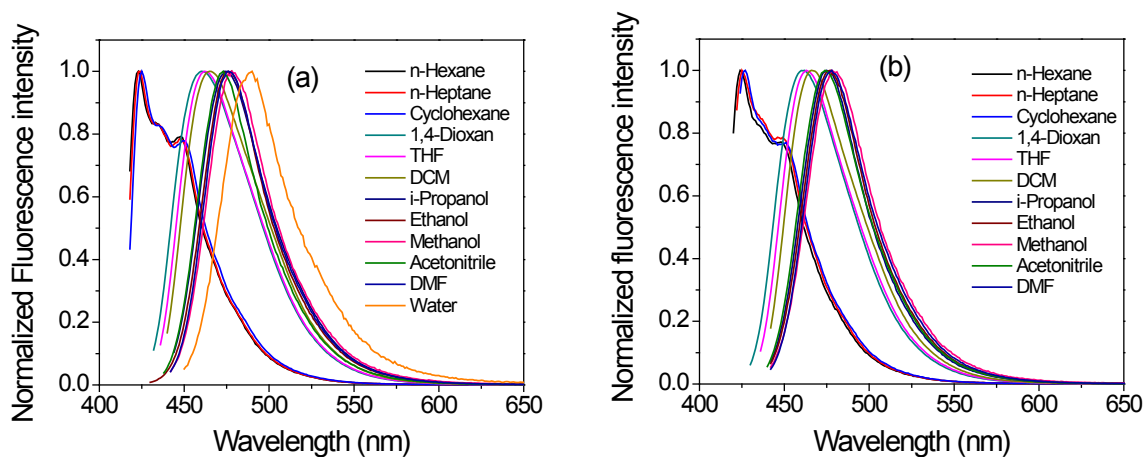 (a)
Normalized Fluorescence intensity
1.0
0.8
0.6
0.4
0.2
0.0
400
450
500
550
600
650
Wavelength (nm)
n-Hexane
n-Heptane
Cyclohexane
1,4-Dioxan
THF
DCM
i-Propanol
Ethanol
Methanol
Acetonitrile
DMF
Water
(b)
Normalized fluorescence intensity
1.0
0.8
0.6
0.4
0.2
0.0
400
450
500
550
600
650
Wavelength (nm)
n-Hexane
n-Heptane
Cyclohexane
1,4-Dioxan
THF
DCM
i-Propanol
Ethanol
Methanol
Acetonitrile
DMF